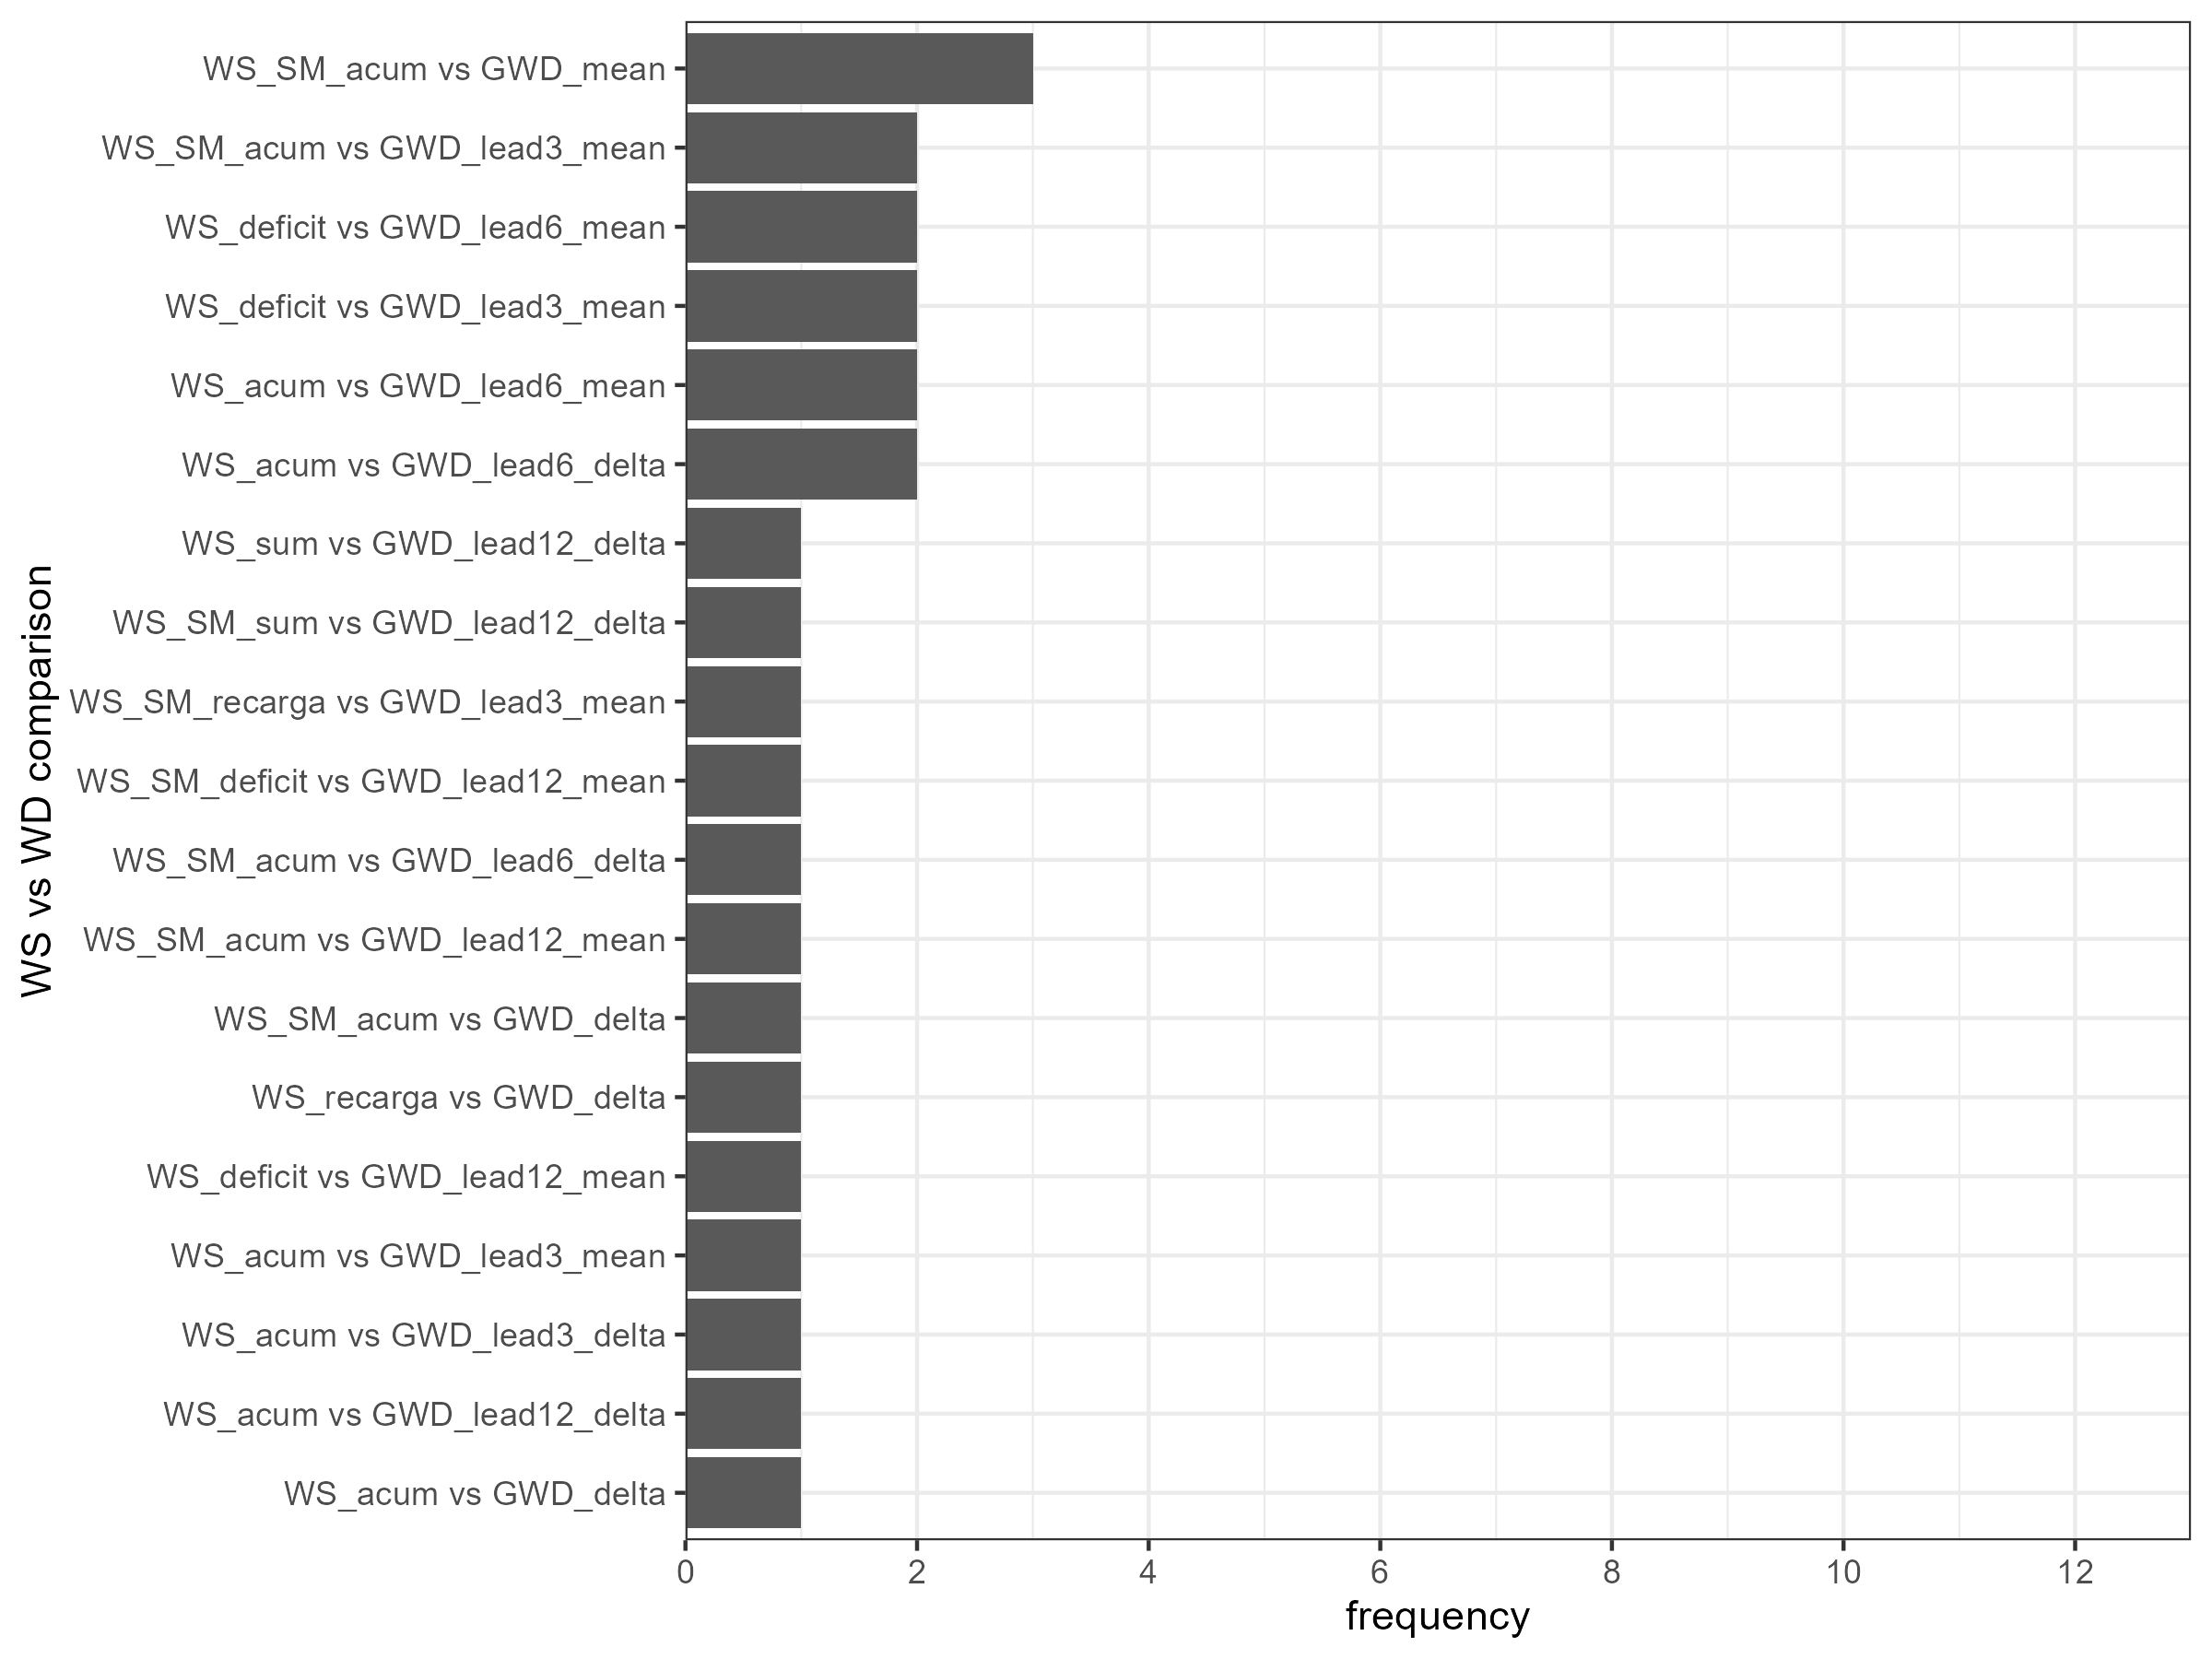 WS_SM_acum vs GWD_mean
WS_SM_acum vs GWD_lead3_mean
WS_deficit vs GWD_lead6_mean
WS_deficit vs GWD_lead3_mean
WS_acum vs GWD_lead6_mean
WS_acum vs GWD_lead6_delta
WS_sum vs GWD_lead12_delta
WS_SM_sum vs GWD_lead12_delta
WS_SM_recarga vs GWD_lead3_mean
WS_SM_deficit vs GWD_lead12_mean
WS_SM_acum vs GWD_lead6_delta
WS_SM_acum vs GWD_lead12_mean
WS_SM_acum vs GWD_delta
WS_recarga vs GWD_delta
WS_deficit vs GWD_lead12_mean
WS_acum vs GWD_lead3_mean
WS_acum vs GWD_lead3_delta
WS_acum vs GWD_lead12_delta
WS_acum vs GWD_delta
WS vs WD comparison
0 2 4 6 8 10 12
frequency